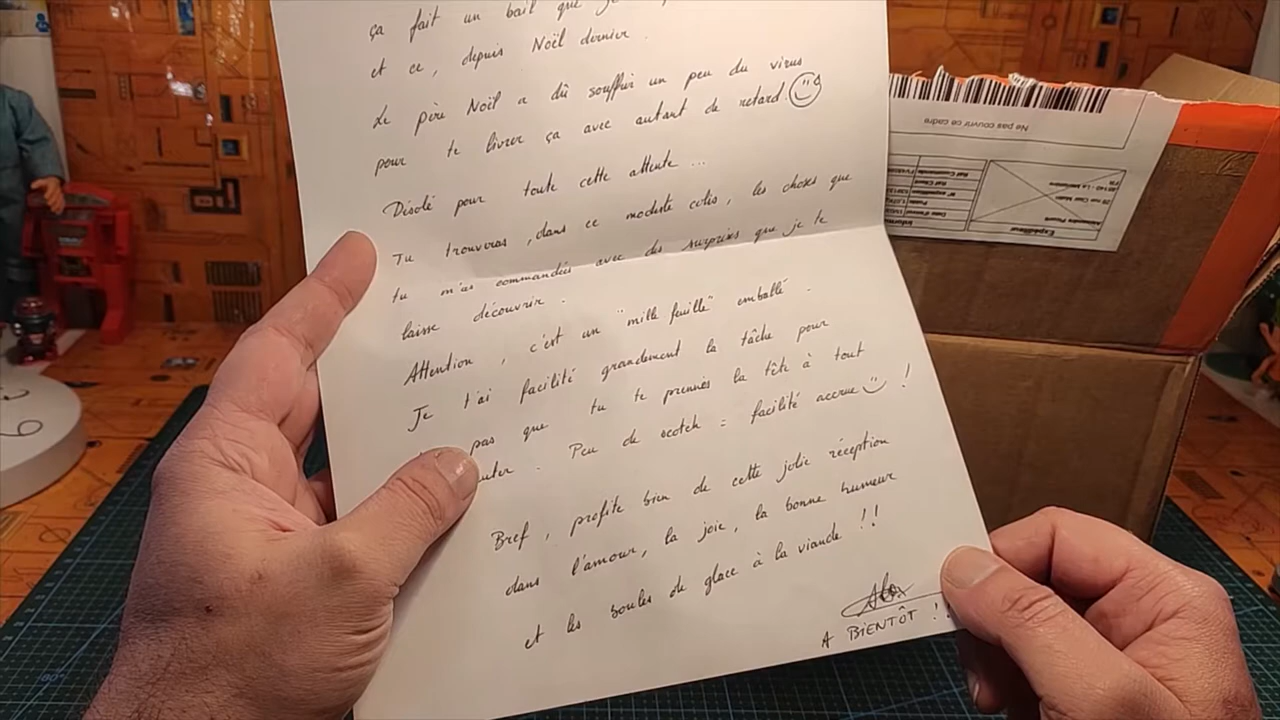 ça fait un bail que je
et ce, depuis Noël dernier.
Le père Noël a dû souffrir un peu du virus
pour te livrer ça avec autant de retard.
Désolé pour toute cette attente...
Tu trouveras, dans ce modeste colis, les choses que
tu m'as commandées avec des surprises que je te
laisse découvrir.
Attention, c'est un "mille feuille" emballé.
Je t'ai facilité grandement la tâche pour
pas que tu te prennes la tête à tout
Peu de scotch = facilité accrue !
Bref, profite bien de cette jolie réception
dans l'amour, la joie, la bonne humeur
et les boules de glace à la viande !!
Alex
A BIENTÔT !!
Ne pas couvrir ce cadre
Expéditeur